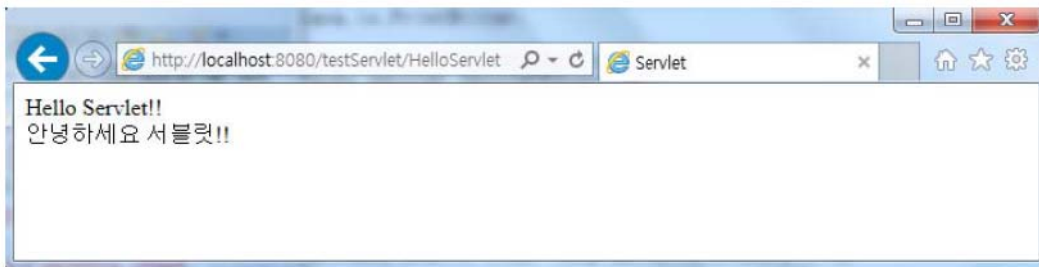 http://localhost:8080/testServlet/HelloServlet
Servlet
Hello Servlet!!
안녕하세요 서블릿!!